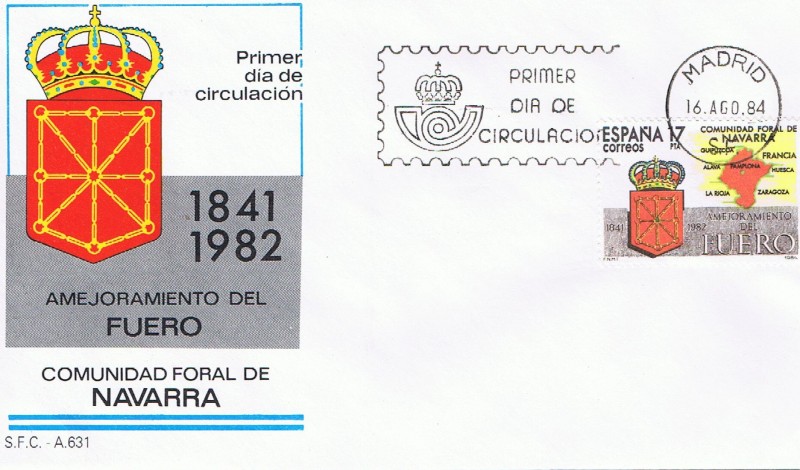 Primer
día de
circulación
1841
1982
AMEJORAMIENTO DEL
FUERO
COMUNIDAD FORAL DE
NAVARRA
S.F.C. - A.631
PRIMER
DIA DE
CIRCULACION
MADRID
16. AGO. 84
ESPAÑA 17
correos PTA
COMUNIDAD FORAL DE
NAVARRA
GUIPUZCOA
FRANCIA
ALAVA PAMPLONA
HUESCA
LA RIOJA ZARAGOZA
1841 1982
AMEJORAMIENTO
DEL
FUERO
F.N.M.T. 1984